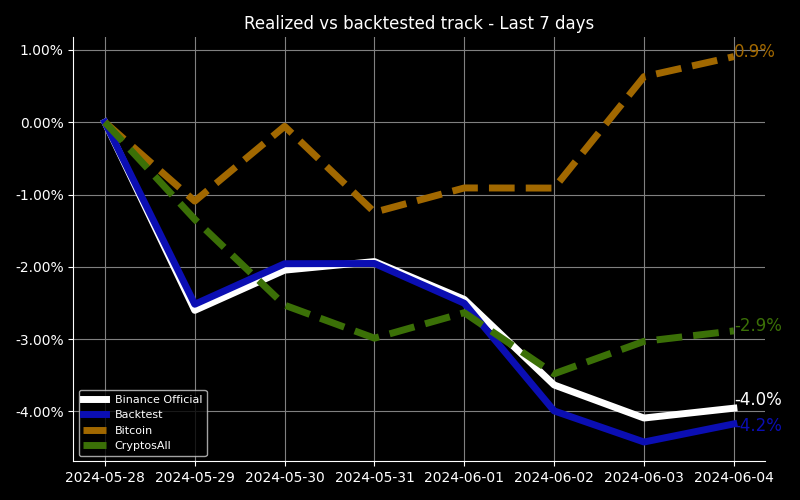 Realized vs backtested track - Last 7 days
1.00%
0.00%
-1.00%
-2.00%
-3.00%
-4.00%
0.9%
-2.9%
-4.0%
-4.2%
Binance Official
Backtest
Bitcoin
CryptosAll
2024-05-28 2024-05-29 2024-05-30 2024-05-31 2024-06-01 2024-06-02 2024-06-03 2024-06-04